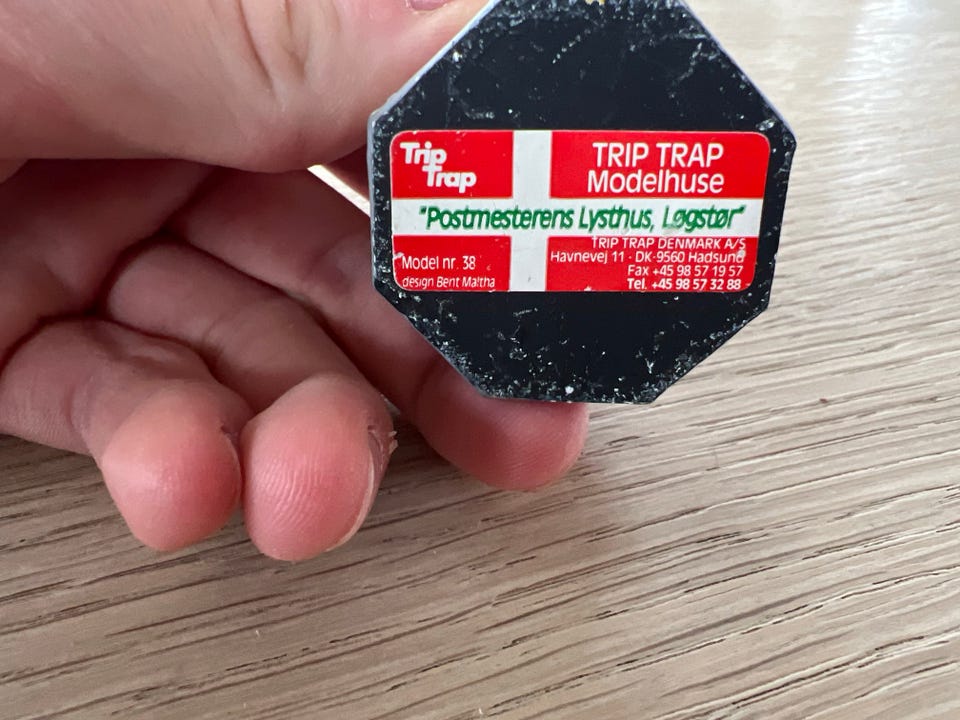 Trip
Trap
TRIP TRAP
Modelhuse
"Postmesterens Lysthus, Løgstør"
Model nr. 38
design Bent Maltha
TRIP TRAP DENMARK A/S
Havnevej 11 · DK-9560 Hadsund
Fax +45 98 57 19 57
Tel. +45 98 57 32 88